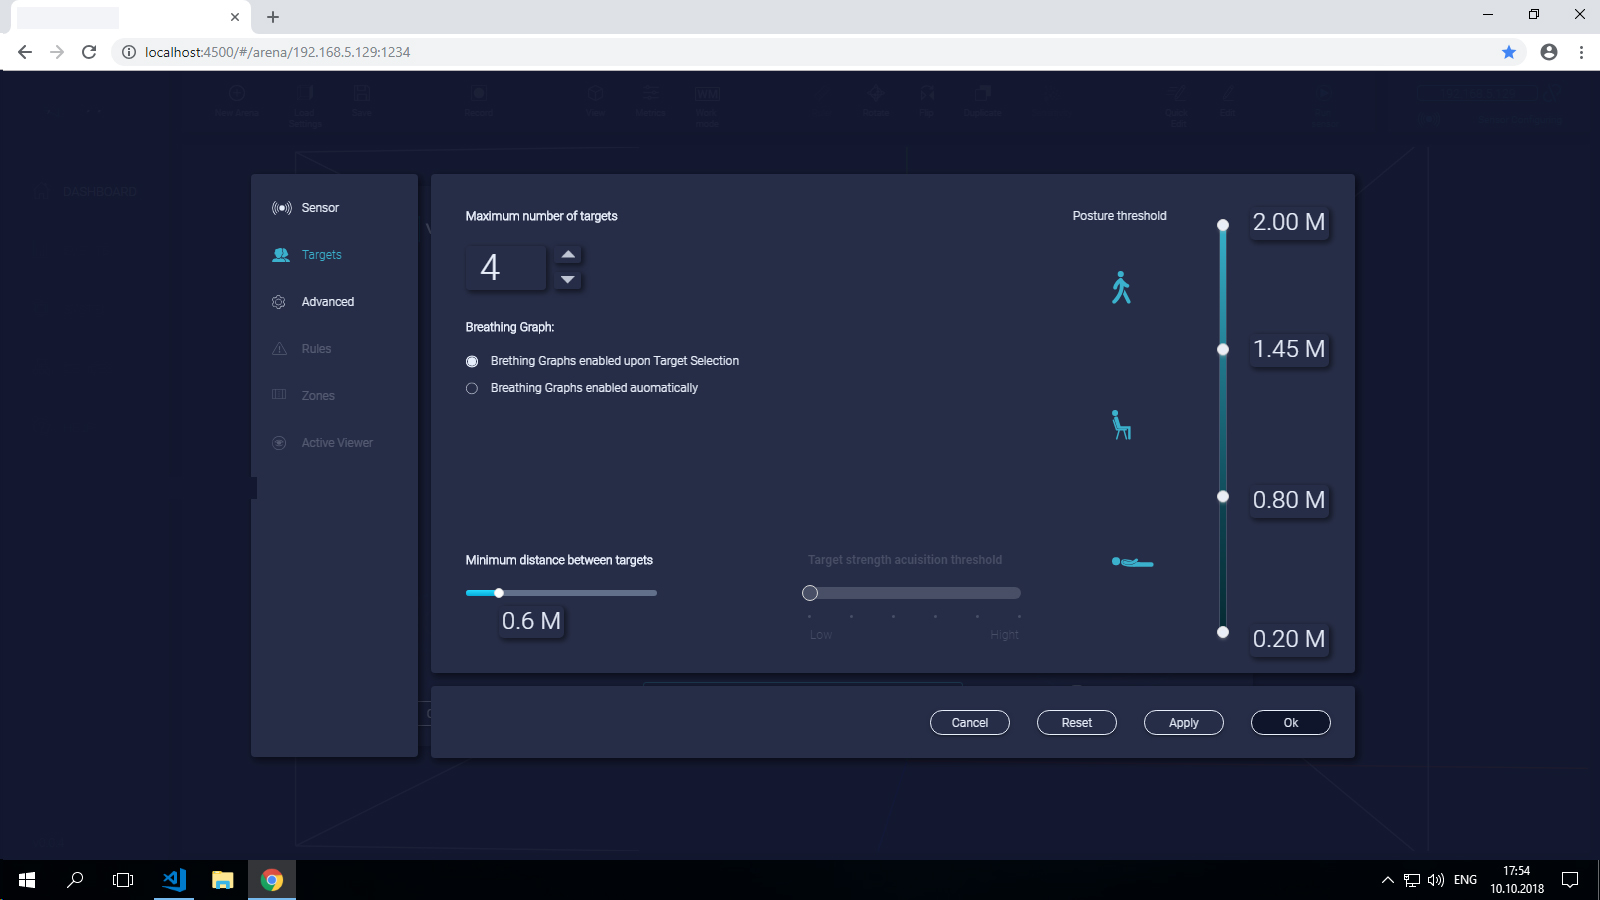 localhost:4500/#/arena/192.168.5.129:1234
DASHBOARD
Sensor
Targets
Advanced
Rules
Zones
Active Viewer
Maximum number of targets
4
Breathing Graph:
Brething Graphs enabled upon Target Selection
Breathing Graphs enabled auomatically
Minimum distance between targets
0.6 M
Target strength acuisition threshold
Low
Hight
Posture threshold
2.00 M
1.45 M
0.80 M
0.20 M
Cancel
Reset
Apply
Ok
ENG
17:54
10.10.2018